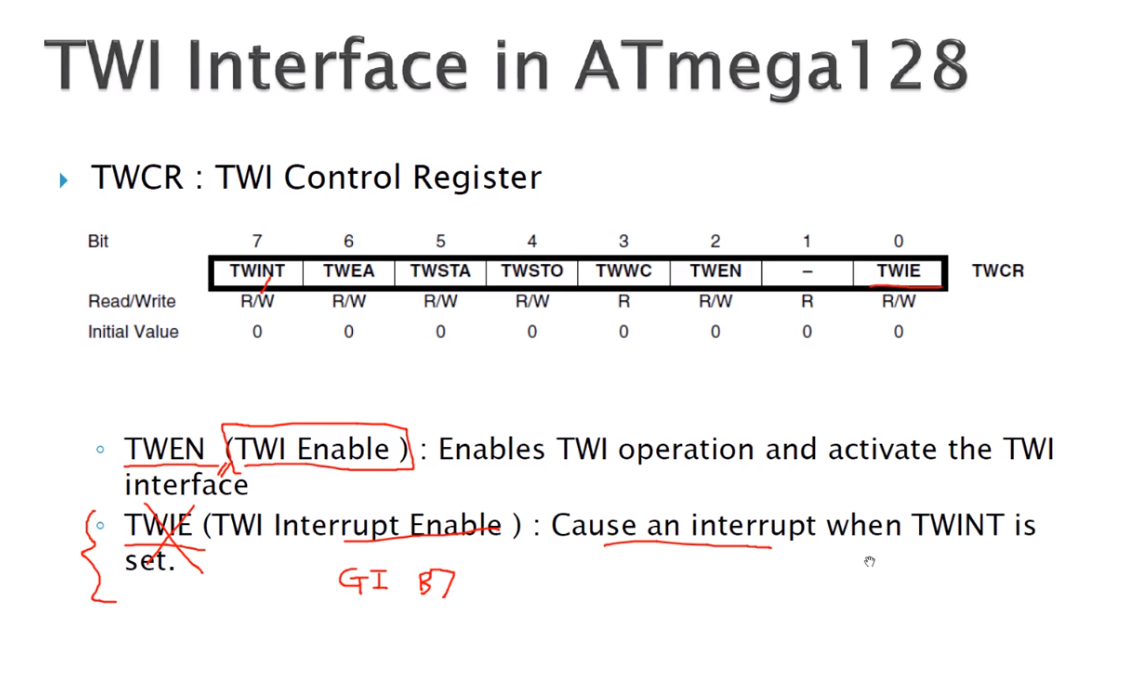 TWI Interface in ATmega128
TWCR : TWI Control Register
Bit 7 6 5 4 3 2 1 0
TWINT TWEA TWSTA TWSTO TWWC TWEN – TWIE TWCR
Read/Write R/W R/W R/W R/W R R/W R R/W
Initial Value 0 0 0 0 0 0 0 0
TWEN (TWI Enable ) : Enables TWI operation and activate the TWI
interface
TWIE (TWI Interrupt Enable ) : Cause an interrupt when TWINT is
set.
GI